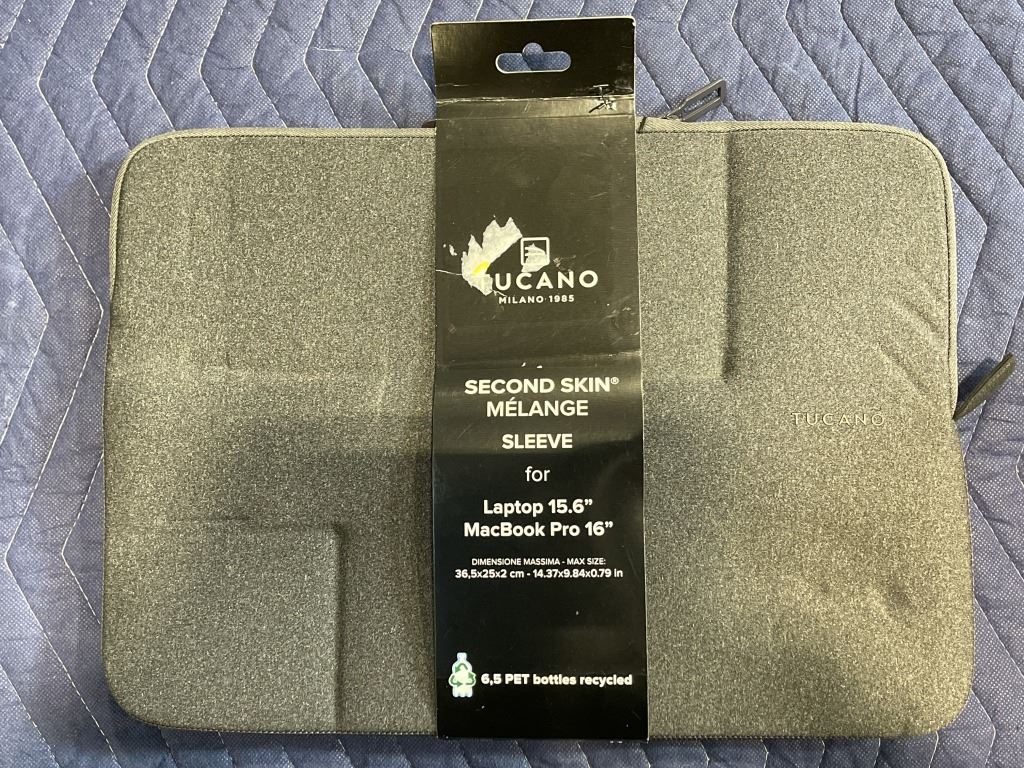 TUCANO
MILANO 1985
SECOND SKIN®
MÉLANGE
SLEEVE
for
Laptop 15.6”
MacBook Pro 16”
DIMENSIONE MASSIMA - MAX SIZE:
36,5x25x2 cm - 14.37x9.84x0.79 in
6,5 PET bottles recycled
TUCANO